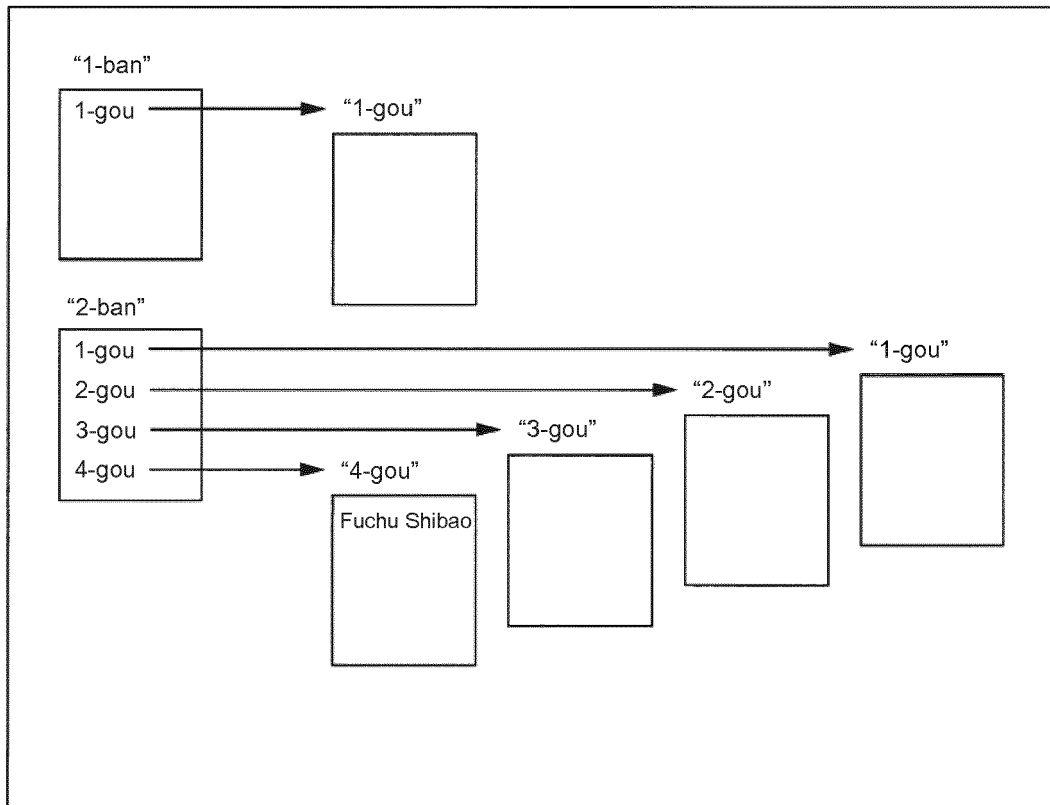 “1-ban”
1-gou
“1-gou”
“2-ban”
1-gou
“1-gou”
2-gou
“2-gou”
3-gou
“3-gou”
4-gou
“4-gou”
Fuchu Shibao